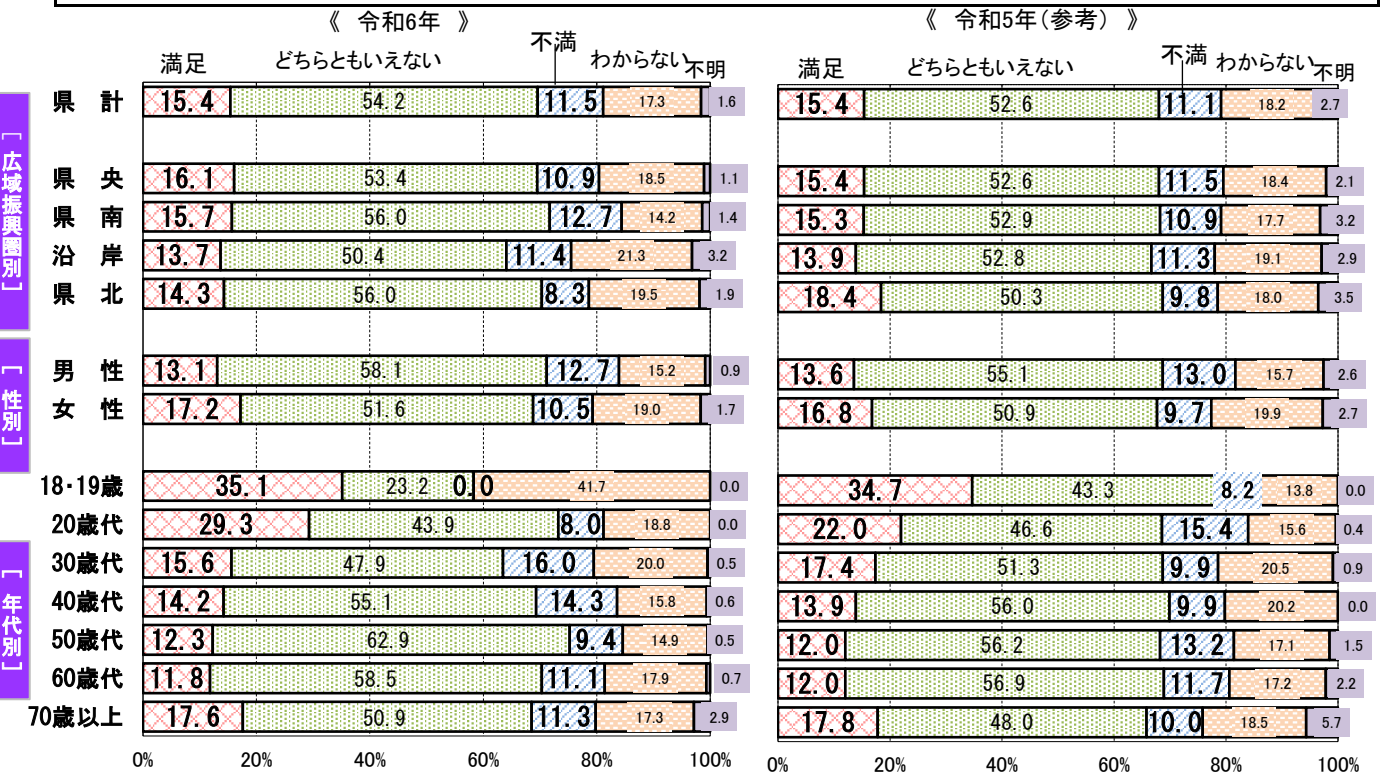 《 令和6年 》
《 令和5年(参考) 》
満足 どちらともいえない 不満 わからない 不明
満足 どちらともいえない 不満 わからない 不明
県 計 15.4 54.2 11.5 17.3 1.6 15.4 52.6 11.1 18.2 2.7
[ 広域振興圏別 ]
県 央 16.1 53.4 10.9 18.5 1.1 15.4 52.6 11.5 18.4 2.1
県 南 15.7 56.0 12.7 14.2 1.4 15.3 52.9 10.9 17.7 3.2
沿 岸 13.7 50.4 11.4 21.3 3.2 13.9 52.8 11.3 19.1 2.9
県 北 14.3 56.0 8.3 19.5 1.9 18.4 50.3 9.8 18.0 3.5
[ 性別 ]
男 性 13.1 58.1 12.7 15.2 0.9 13.6 55.1 13.0 15.7 2.6
女 性 17.2 51.6 10.5 19.0 1.7 16.8 50.9 9.7 19.9 2.7
[ 年代別 ]
18・19歳 35.1 23.2 0.0 41.7 0.0 34.7 43.3 8.2 13.8 0.0
20歳代 29.3 43.9 8.0 18.8 0.0 22.0 46.6 15.4 15.6 0.4
30歳代 15.6 47.9 16.0 20.0 0.5 17.4 51.3 9.9 20.5 0.9
40歳代 14.2 55.1 14.3 15.8 0.6 13.9 56.0 9.9 20.2 0.0
50歳代 12.3 62.9 9.4 14.9 0.5 12.0 56.2 13.2 17.1 1.5
60歳代 11.8 58.5 11.1 17.9 0.7 12.0 56.9 11.7 17.2 2.2
70歳以上 17.6 50.9 11.3 17.3 2.9 17.8 48.0 10.0 18.5 5.7
0% 20% 40% 60% 80% 100%
0% 20% 40% 60% 80% 100%